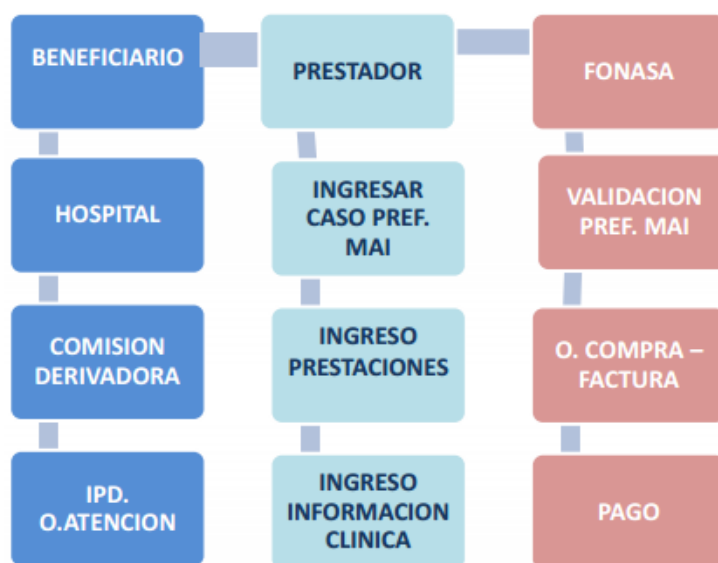 BENEFICIARIO
HOSPITAL
COMISION
DERIVADORA
IPD.
O.ATENCION
PRESTADOR
INGRESAR
CASO PREF.
MAI
INGRESO
PRESTACIONES
INGRESO
INFORMACION
CLINICA
FONASA
VALIDACION
PREF. MAI
O. COMPRA –
FACTURA
PAGO